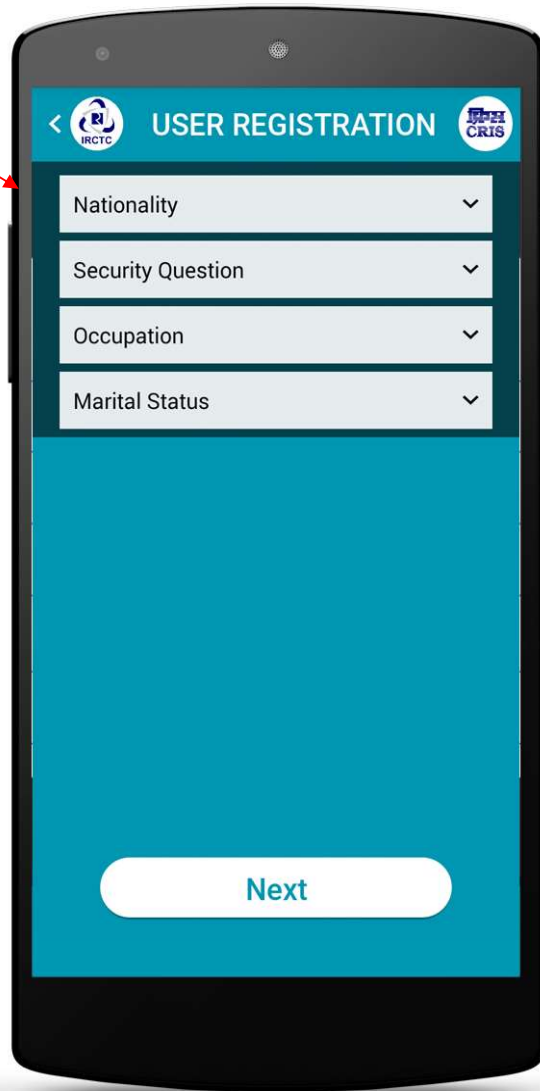 IRCTC
USER REGISTRATION
क्रिस
CRIS
Nationality
Security Question
Occupation
Marital Status
Next